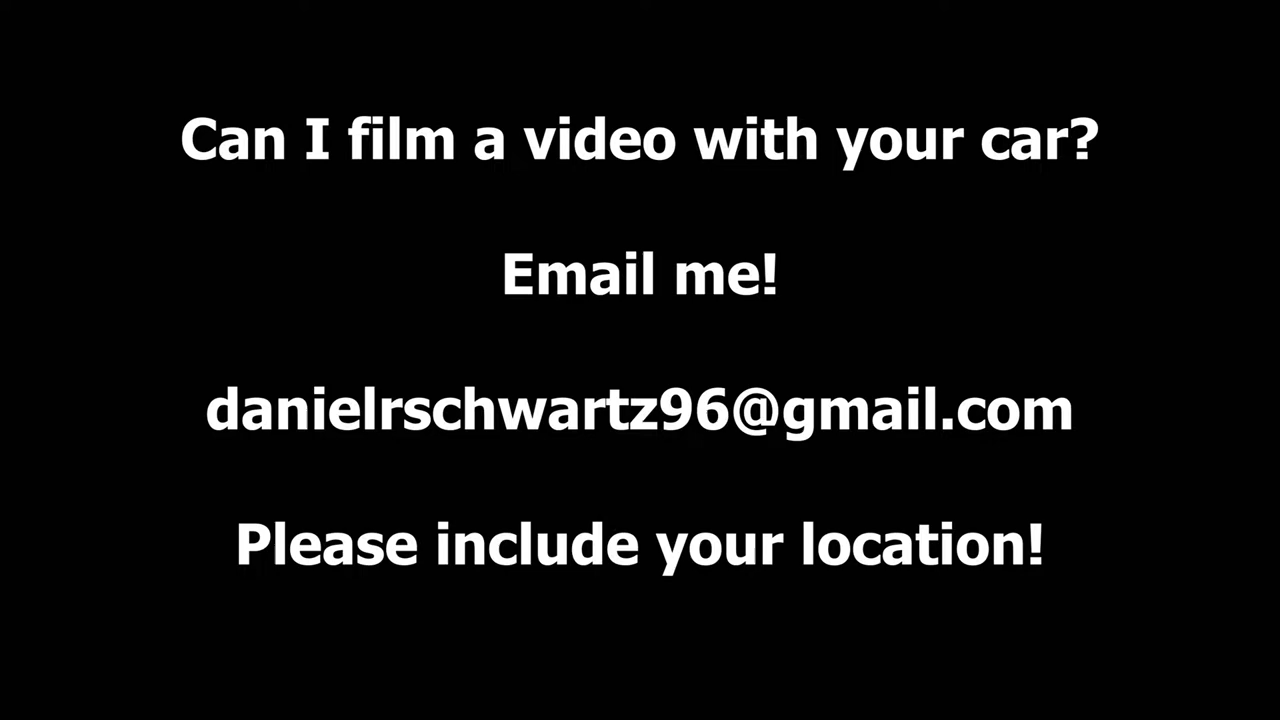 Can I film a video with your car?
Email me!
danielrschwartz96@gmail.com
Please include your location!